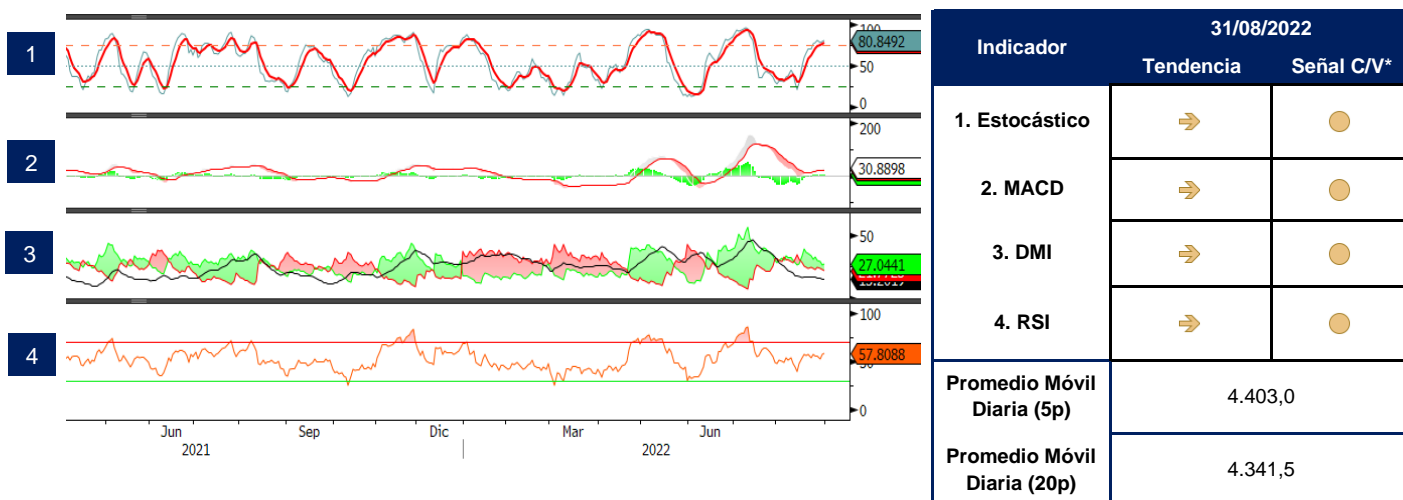 1
100
80.8492
50
0
2
200
30.8898
3
50
27.0441
4
100
57.8088
50
0
Jun
Sep
Dic
Mar
Jun
2021
2022
Indicador
31/08/2022
Tendencia
Señal C/V*
1. Estocástico
2. MACD
3. DMI
4. RSI
Promedio Móvil
Diaria (5p)
4.403,0
Promedio Móvil
Diaria (20p)
4.341,5